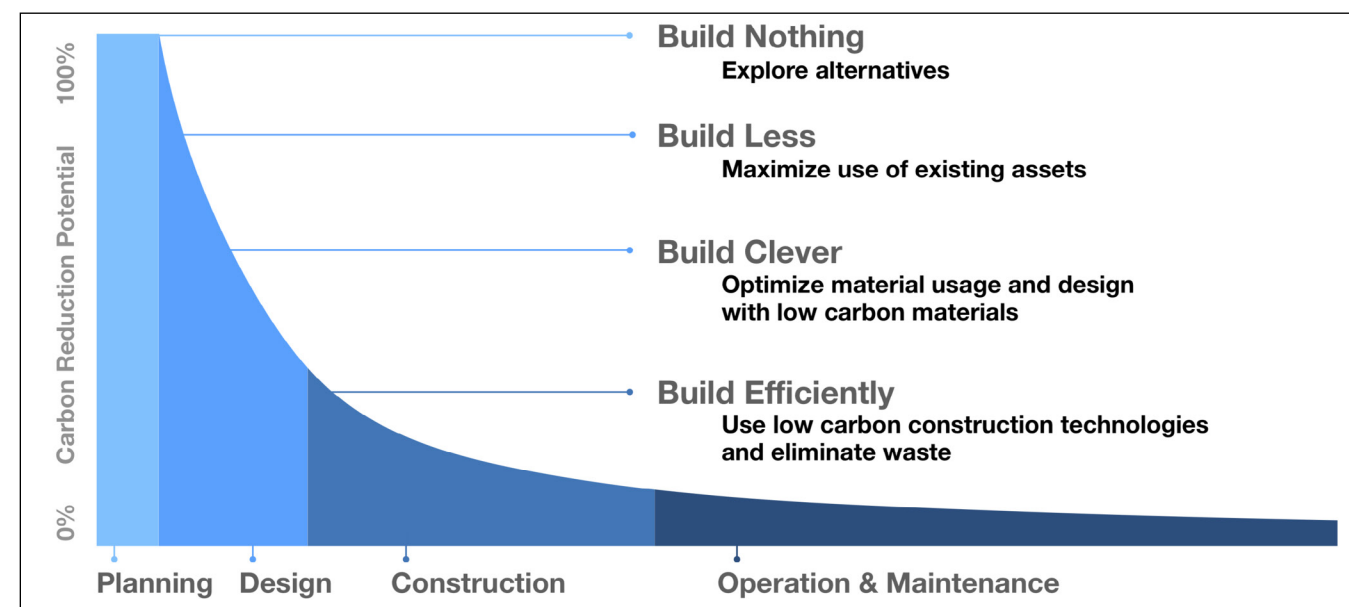 Build Nothing
Explore alternatives
Build Less
Maximize use of existing assets
Build Clever
Optimize material usage and design
with low carbon materials
Build Efficiently
Use low carbon construction technologies
and eliminate waste
100%
Carbon Reduction Potential
0%
Planning
Design
Construction
Operation & Maintenance